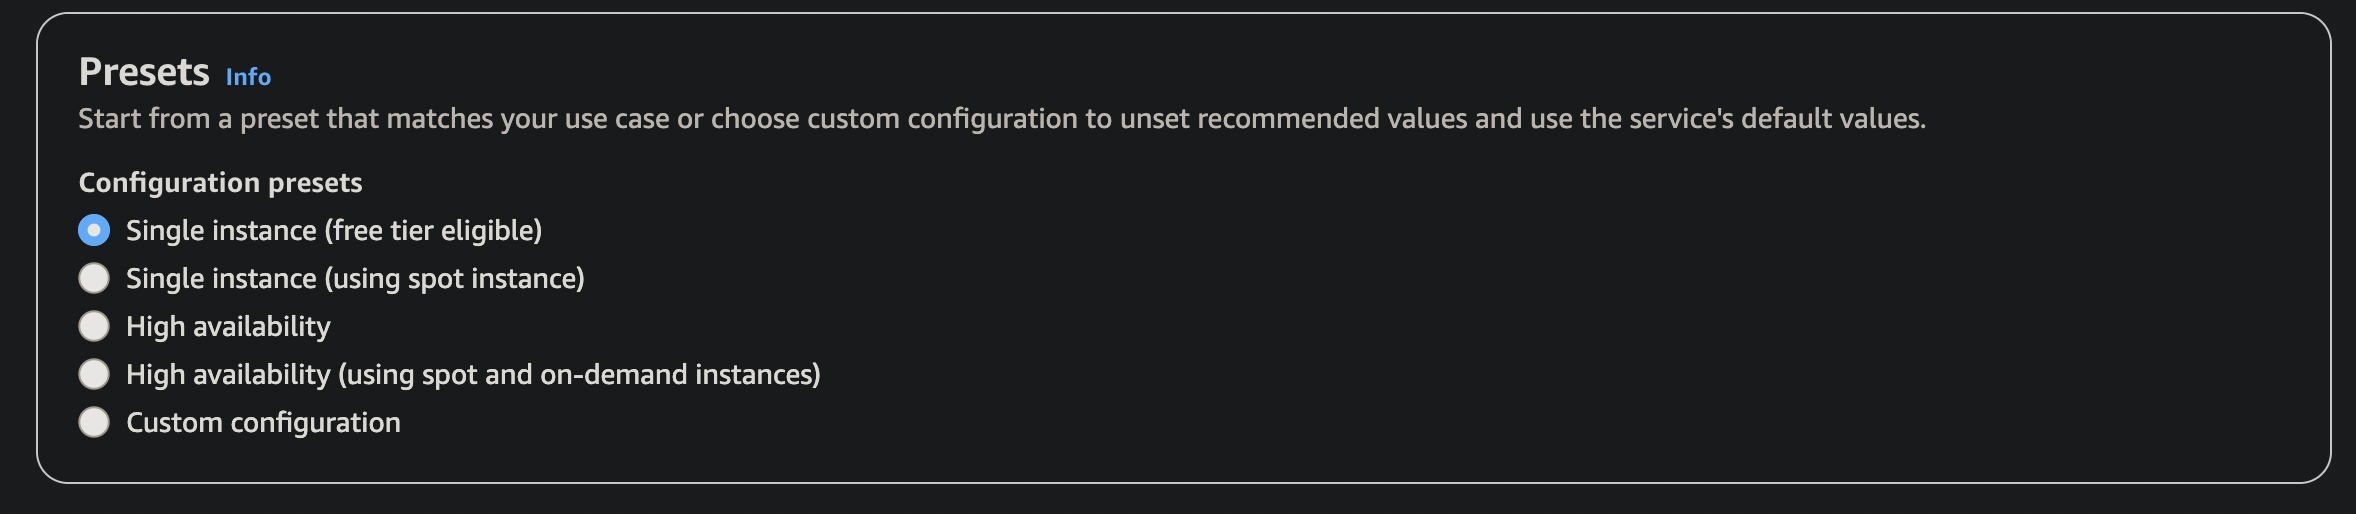 Presets Info
Start from a preset that matches your use case or choose custom configuration to unset recommended values and use the service's default values.
Configuration presets
Single instance (free tier eligible)
Single instance (using spot instance)
High availability
High availability (using spot and on-demand instances)
Custom configuration